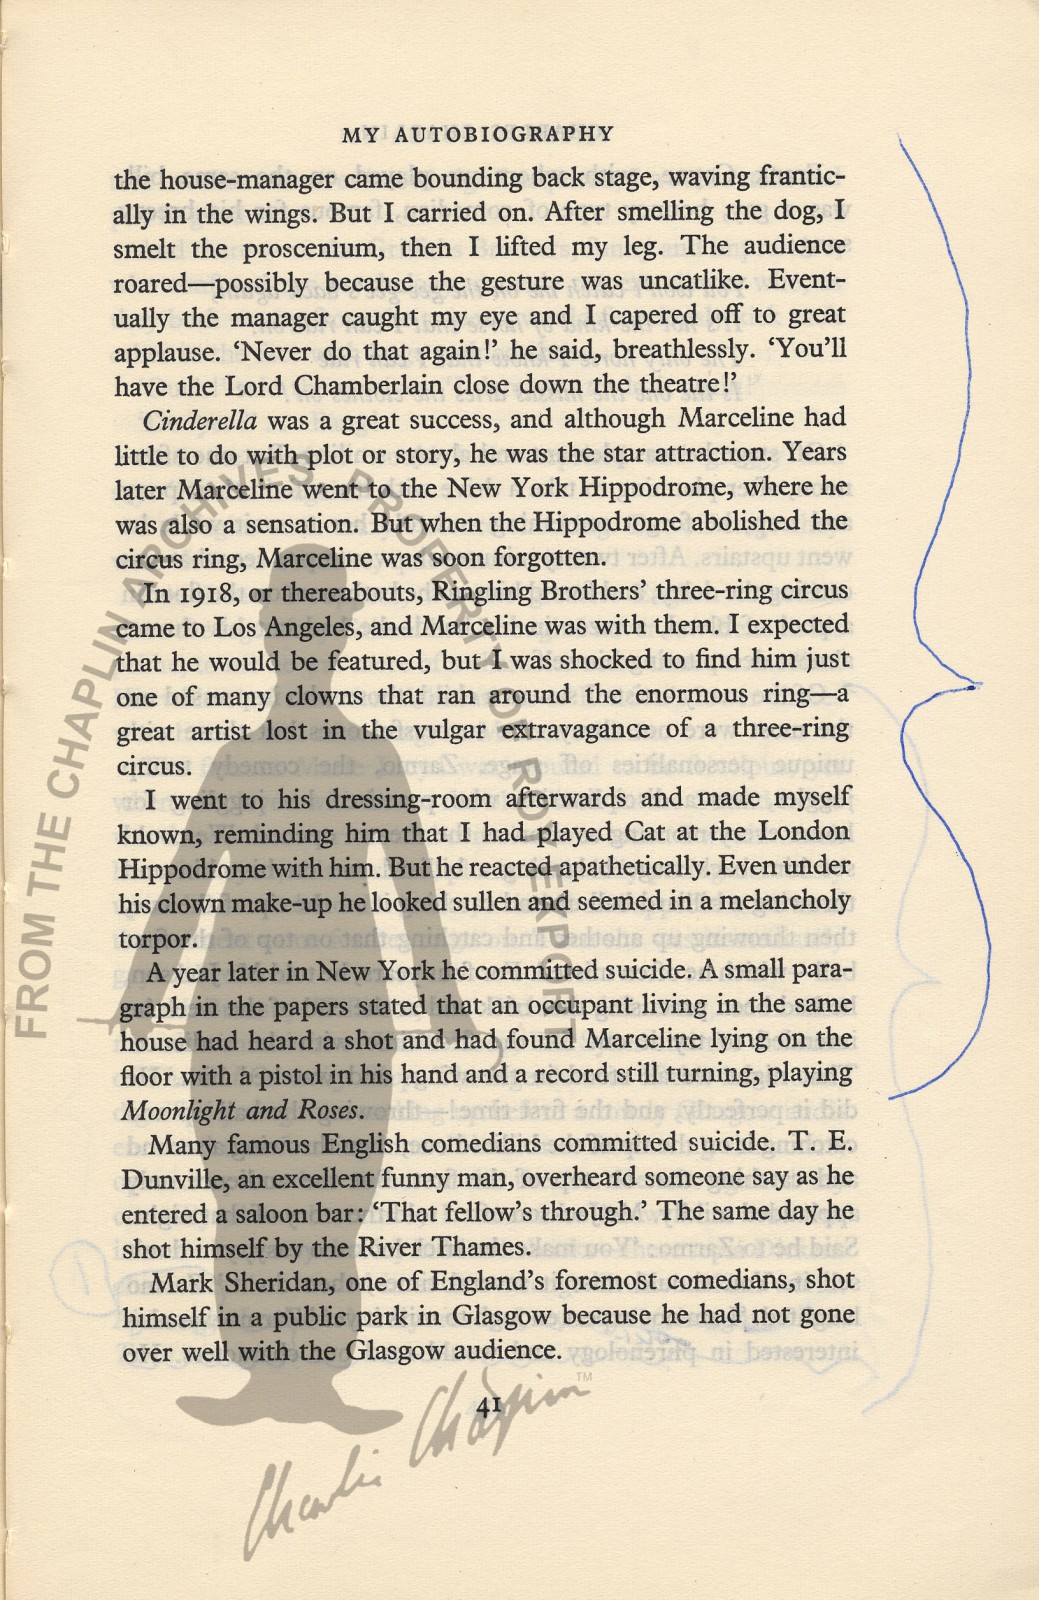 MY AUTOBIOGRAPHY
the house-manager came bounding back stage, waving frantic-
ally in the wings. But I carried on. After smelling the dog, I
smelt the proscenium, then I lifted my leg. The audience
roared—possibly because the gesture was uncatlike. Event-
ually the manager caught my eye and I capered off to great
applause. ‘Never do that again!’ he said, breathlessly. ‘You’ll
have the Lord Chamberlain close down the theatre!’
Cinderella was a great success, and although Marceline had
little to do with plot or story, he was the star attraction. Years
later Marceline went to the New York Hippodrome, where he
was also a sensation. But when the Hippodrome abolished the
circus ring, Marceline was soon forgotten.
In 1918, or thereabouts, Ringling Brothers’ three-ring circus
came to Los Angeles, and Marceline was with them. I expected
that he would be featured, but I was shocked to find him just
one of many clowns that ran around the enormous ring—a
great artist lost in the vulgar extravagance of a three-ring
circus.
I went to his dressing-room afterwards and made myself
known, reminding him that I had played Cat at the London
Hippodrome with him. But he reacted apathetically. Even under
his clown make-up he looked sullen and seemed in a melancholy
torpor.
A year later in New York he committed suicide. A small para-
graph in the papers stated that an occupant living in the same
house had heard a shot and had found Marceline lying on the
floor with a pistol in his hand and a record still turning, playing
Moonlight and Roses.
Many famous English comedians committed suicide. T. E.
Dunville, an excellent funny man, overheard someone say as he
entered a saloon bar: ‘That fellow’s through.’ The same day he
shot himself by the River Thames.
Mark Sheridan, one of England’s foremost comedians, shot
himself in a public park in Glasgow because he had not gone
over well with the Glasgow audience.
41
FROM THE CHAPLIN ARCHIVES, PROPERTY OF ROY EXPORT
Charlie Chaplin™